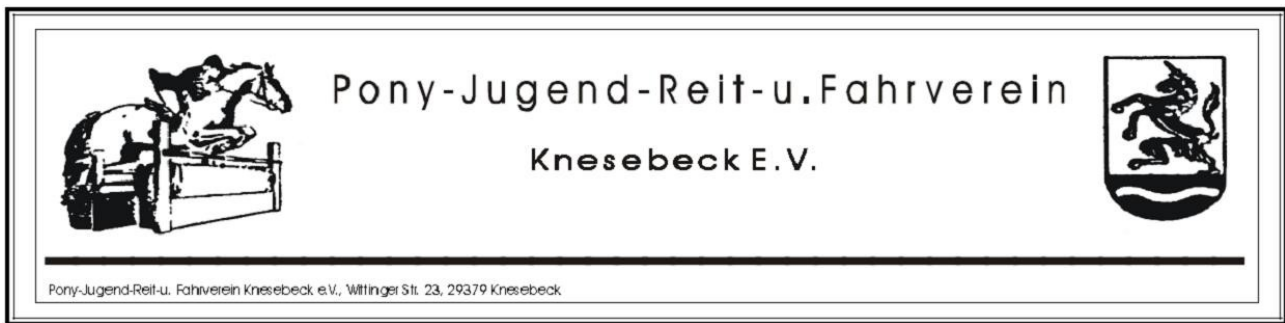 Pony-Jugend-Reit-u.Fahrverein
Knesebeck E.V.
Pony-Jugend-Reit-u. Fahrverein Knesebeck e.V., Wittinger Str. 23, 29379 Knesebeck